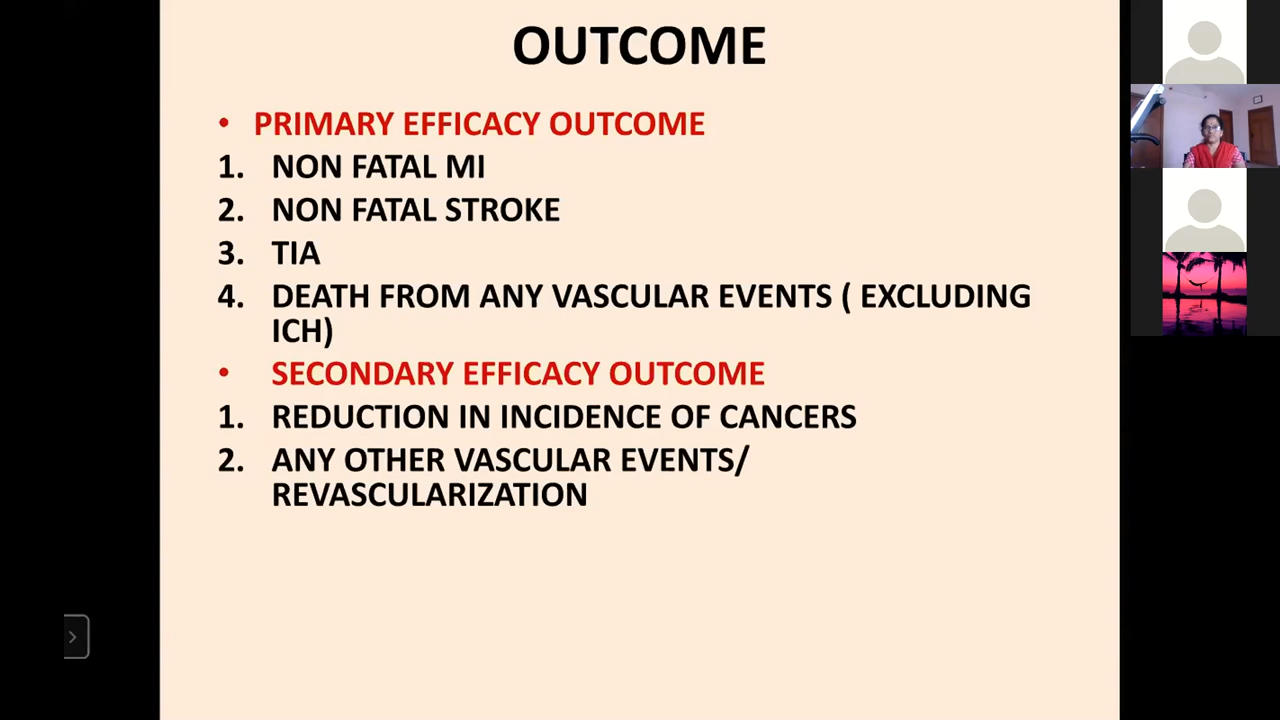 OUTCOME
• PRIMARY EFFICACY OUTCOME
1. NON FATAL MI
2. NON FATAL STROKE
3. TIA
4. DEATH FROM ANY VASCULAR EVENTS ( EXCLUDING
ICH)
• SECONDARY EFFICACY OUTCOME
1. REDUCTION IN INCIDENCE OF CANCERS
2. ANY OTHER VASCULAR EVENTS/
REVASCULARIZATION